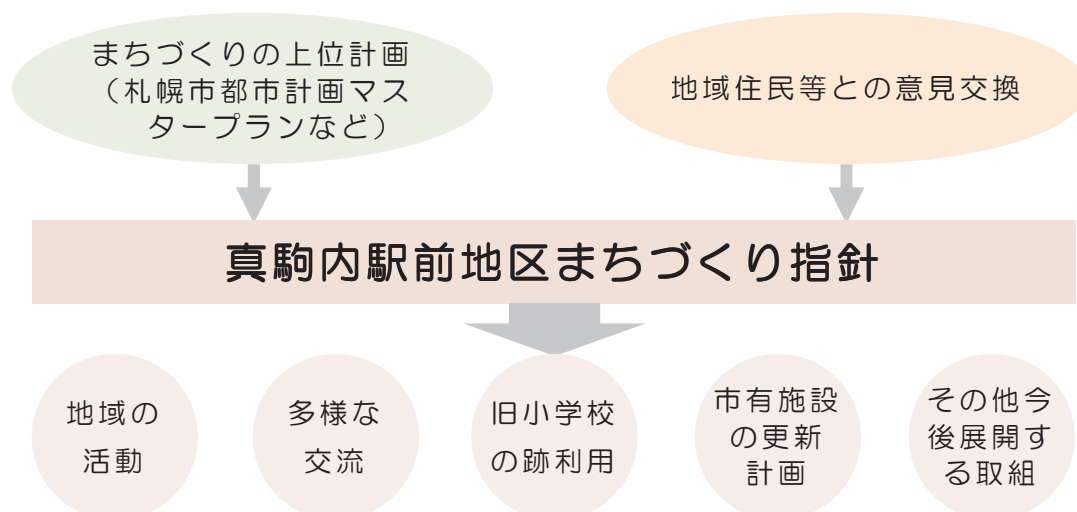 まちづくりの上位計画
（札幌市都市計画マス
タープランなど）
地域住民等との意見交換
真駒内駅前地区まちづくり指針
地域の
活動
多様な
交流
旧小学校
の跡利用
市有施設
の更新
計画
その他今
後展開す
る取組